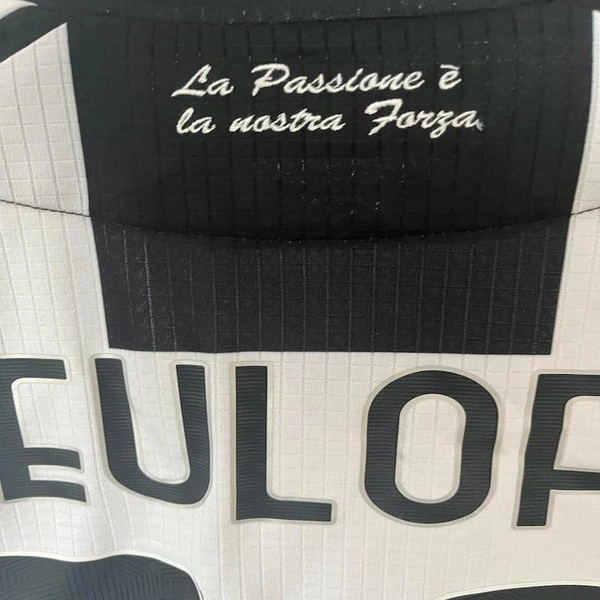 La Passione è
la nostra Forza
EULOP